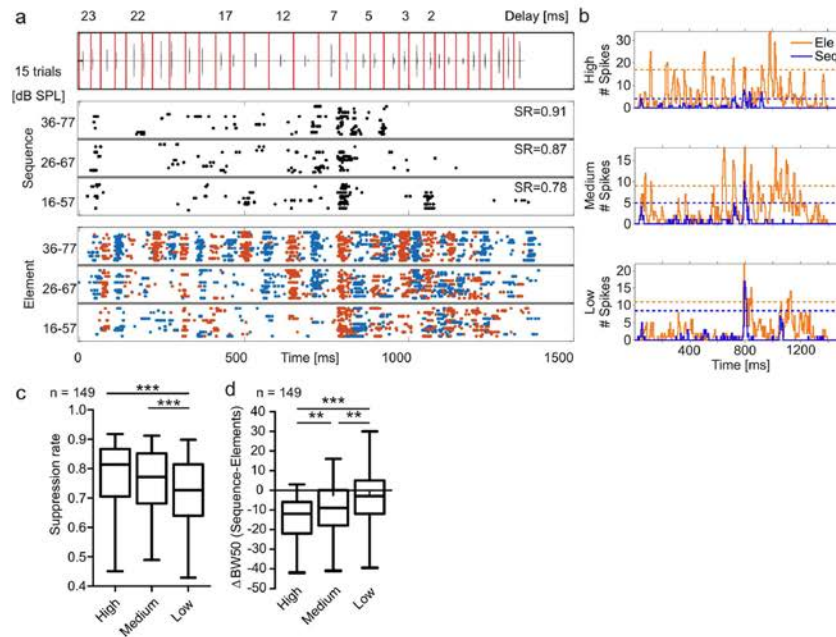 a
23 22 17 12 7 5 3 2 Delay [ms]
15 trials
[dB SPL]
Sequence
36-77 SR=0.91
26-67 SR=0.87
16-57 SR=0.78
Element
36-77
26-67
16-57
0 500 1000 1500
Time [ms]
b
Ele
Seq
High
# Spikes
30
20
10
0
Medium
# Spikes
15
10
5
0
Low
# Spikes
20
15
10
5
0
400 800 1200
Time [ms]
c n = 149
***
***
Suppression rate
1.0
0.9
0.8
0.7
0.6
0.5
0.4
High Medium Low
d n = 149
***
** **
Δ BW50 (Sequence-Elements)
40
30
20
10
0
-10
-20
-30
-40
-50
High Medium Low